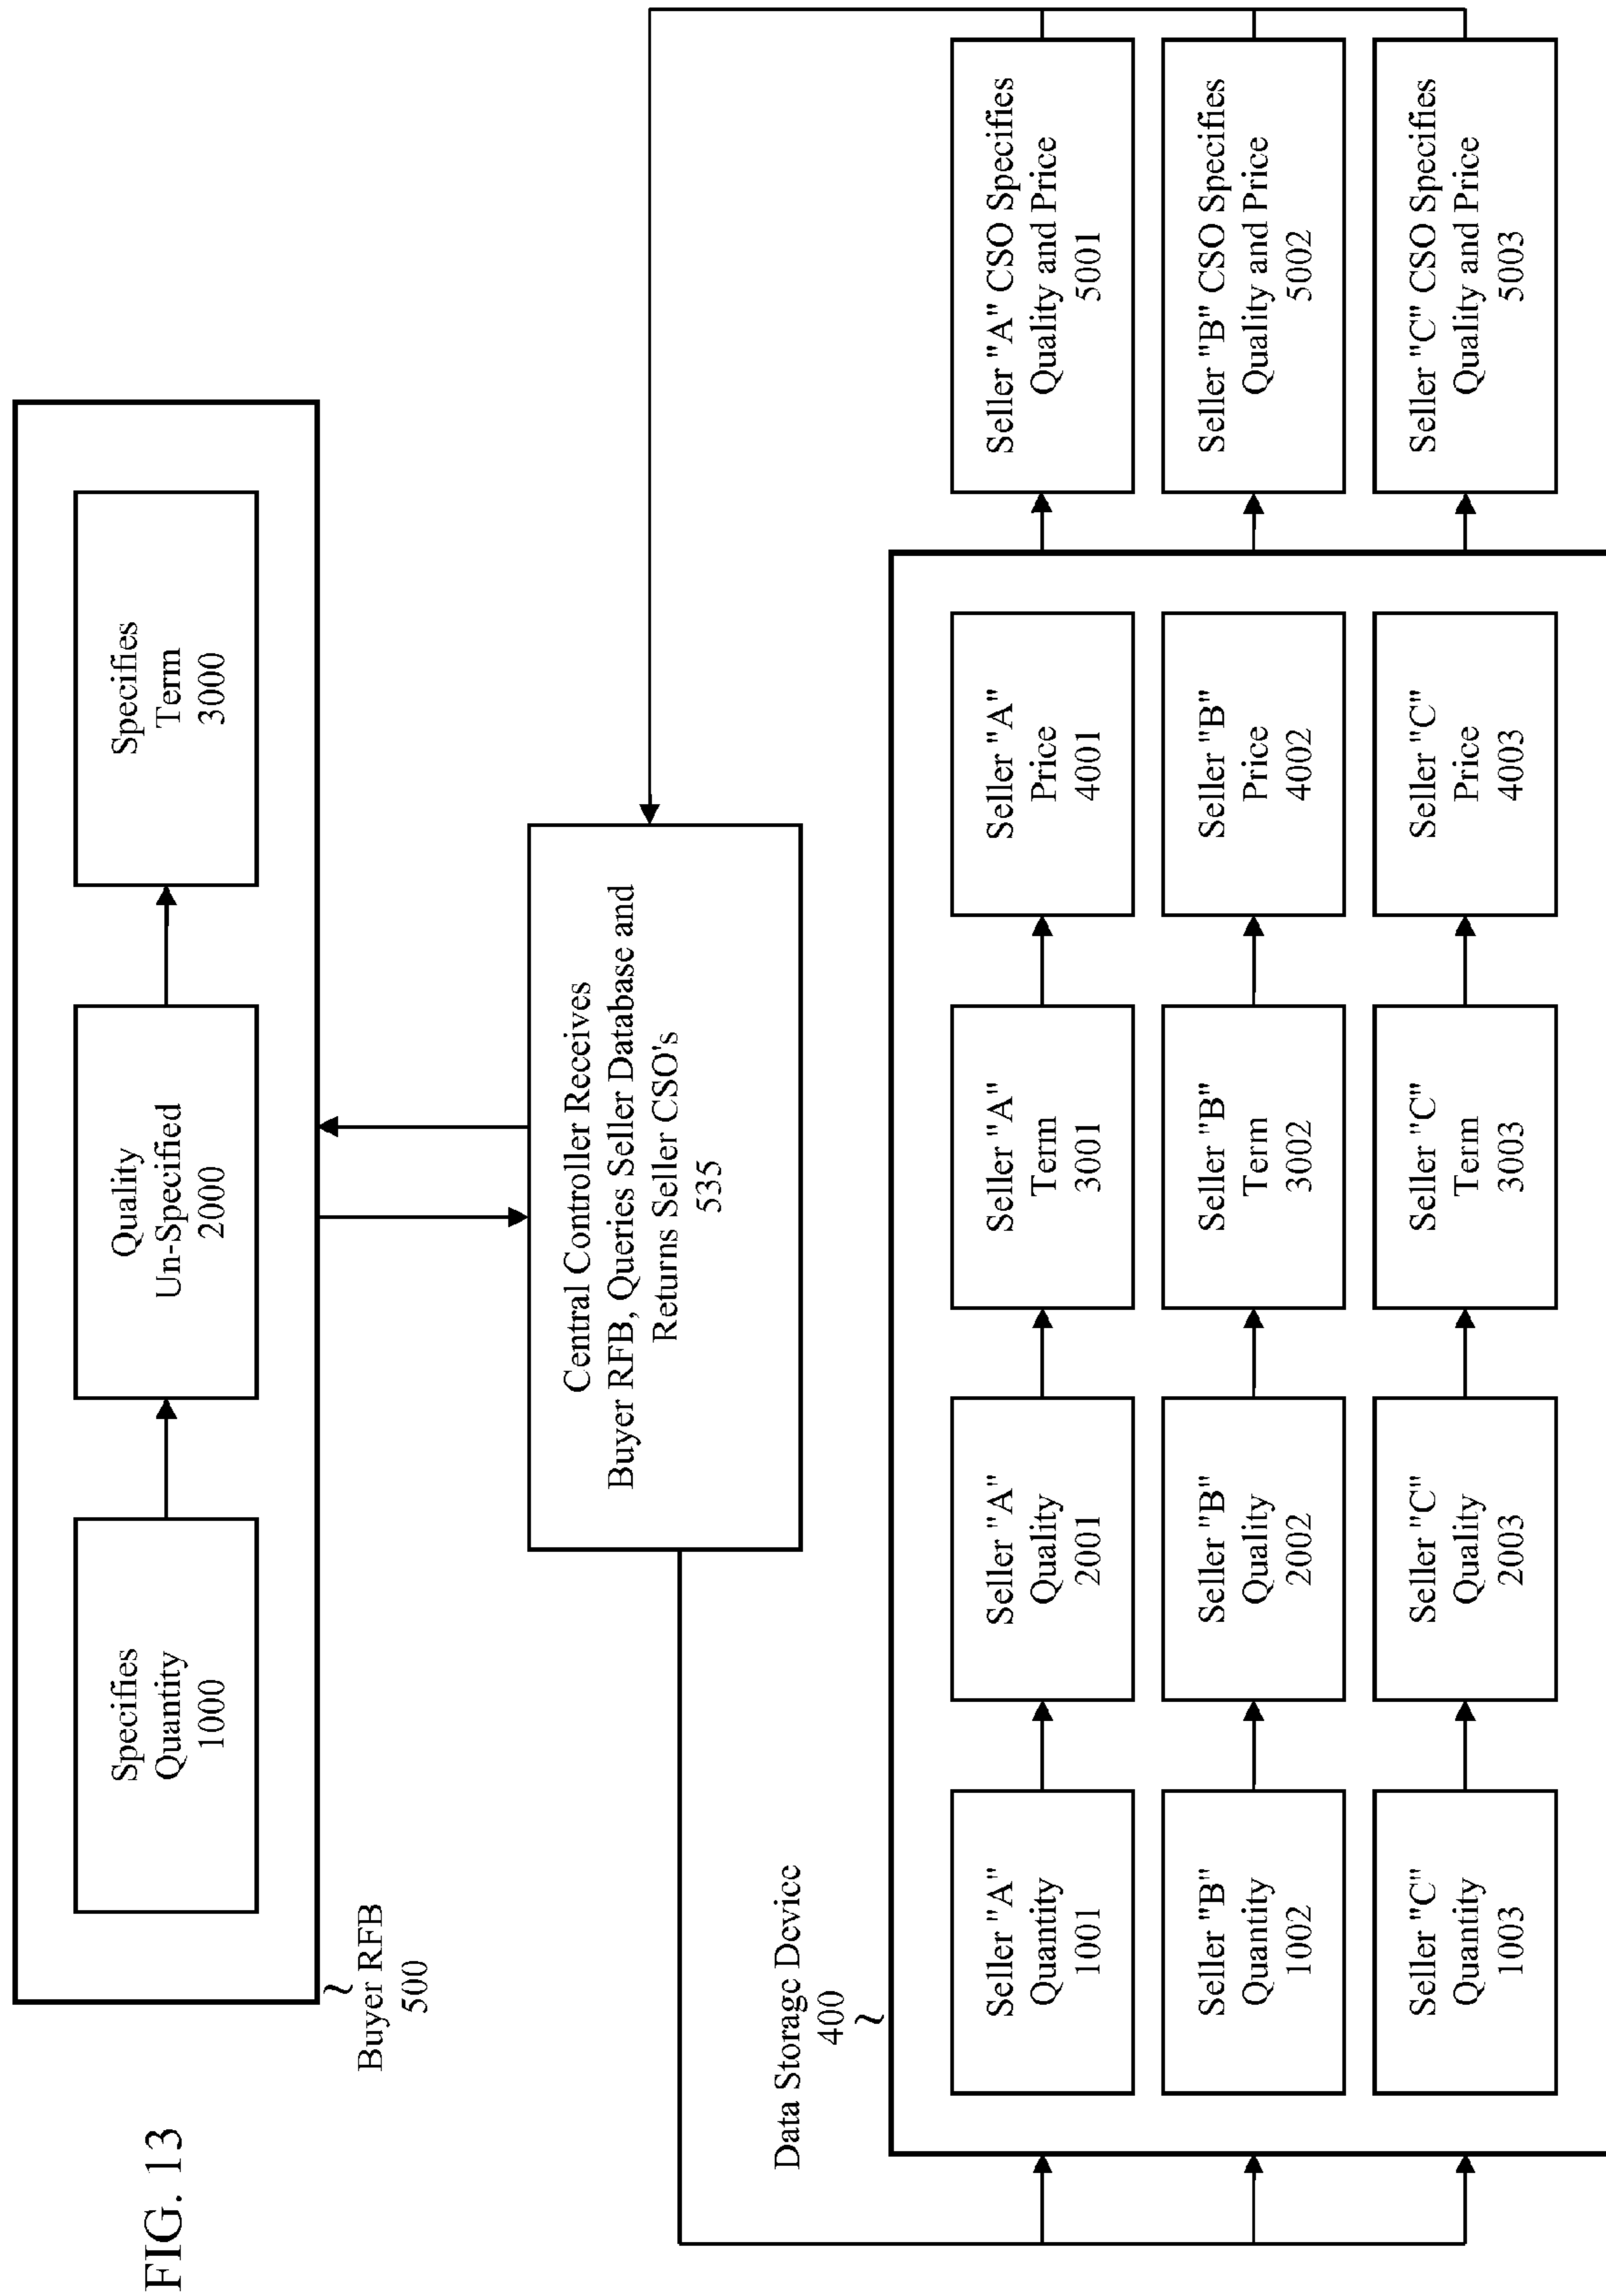 FIG. 13
Buyer RFB
500
Specifies
Quantity
1000
Quality
Un-Specified
2000
Specifies
Term
3000
Central Controller Receives
Buyer RFB, Queries Seller Database and
Returns Seller CSO's
535
Data Storage Device
400
Seller "A"
Quantity
1001
Seller "A"
Quality
2001
Seller "A"
Term
3001
Seller "A"
Price
4001
Seller "A" CSO Specifies
Quality and Price
5001
Seller "B"
Quantity
1002
Seller "B"
Quality
2002
Seller "B"
Term
3002
Seller "B"
Price
4002
Seller "B" CSO Specifies
Quality and Price
5002
Seller "C"
Quantity
1003
Seller "C"
Quality
2003
Seller "C"
Term
3003
Seller "C"
Price
4003
Seller "C" CSO Specifies
Quality and Price
5003